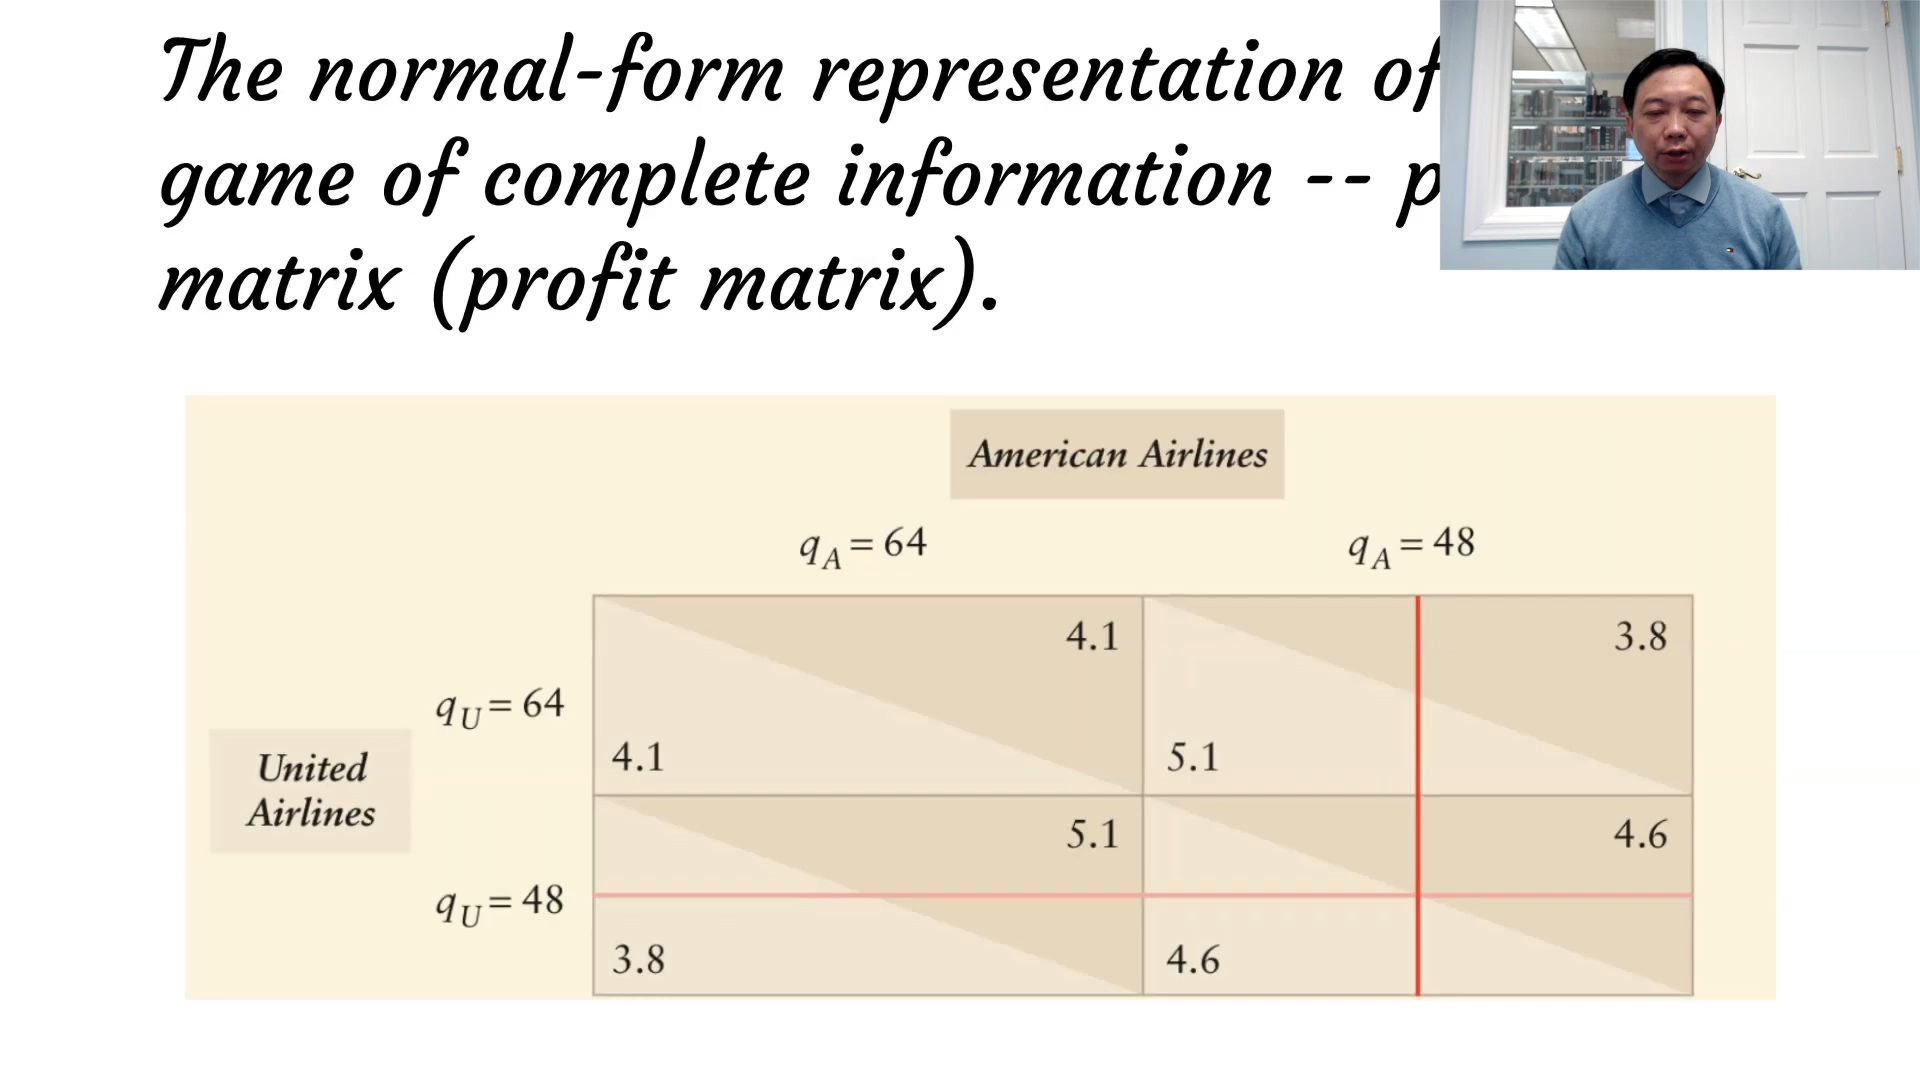 The normal-form representation of
game of complete information -- p
matrix (profit matrix).
American Airlines
qA = 64 qA = 48
4.1 3.8
qU = 64
4.1 5.1
United
Airlines
5.1 4.6
qU = 48
3.8 4.6